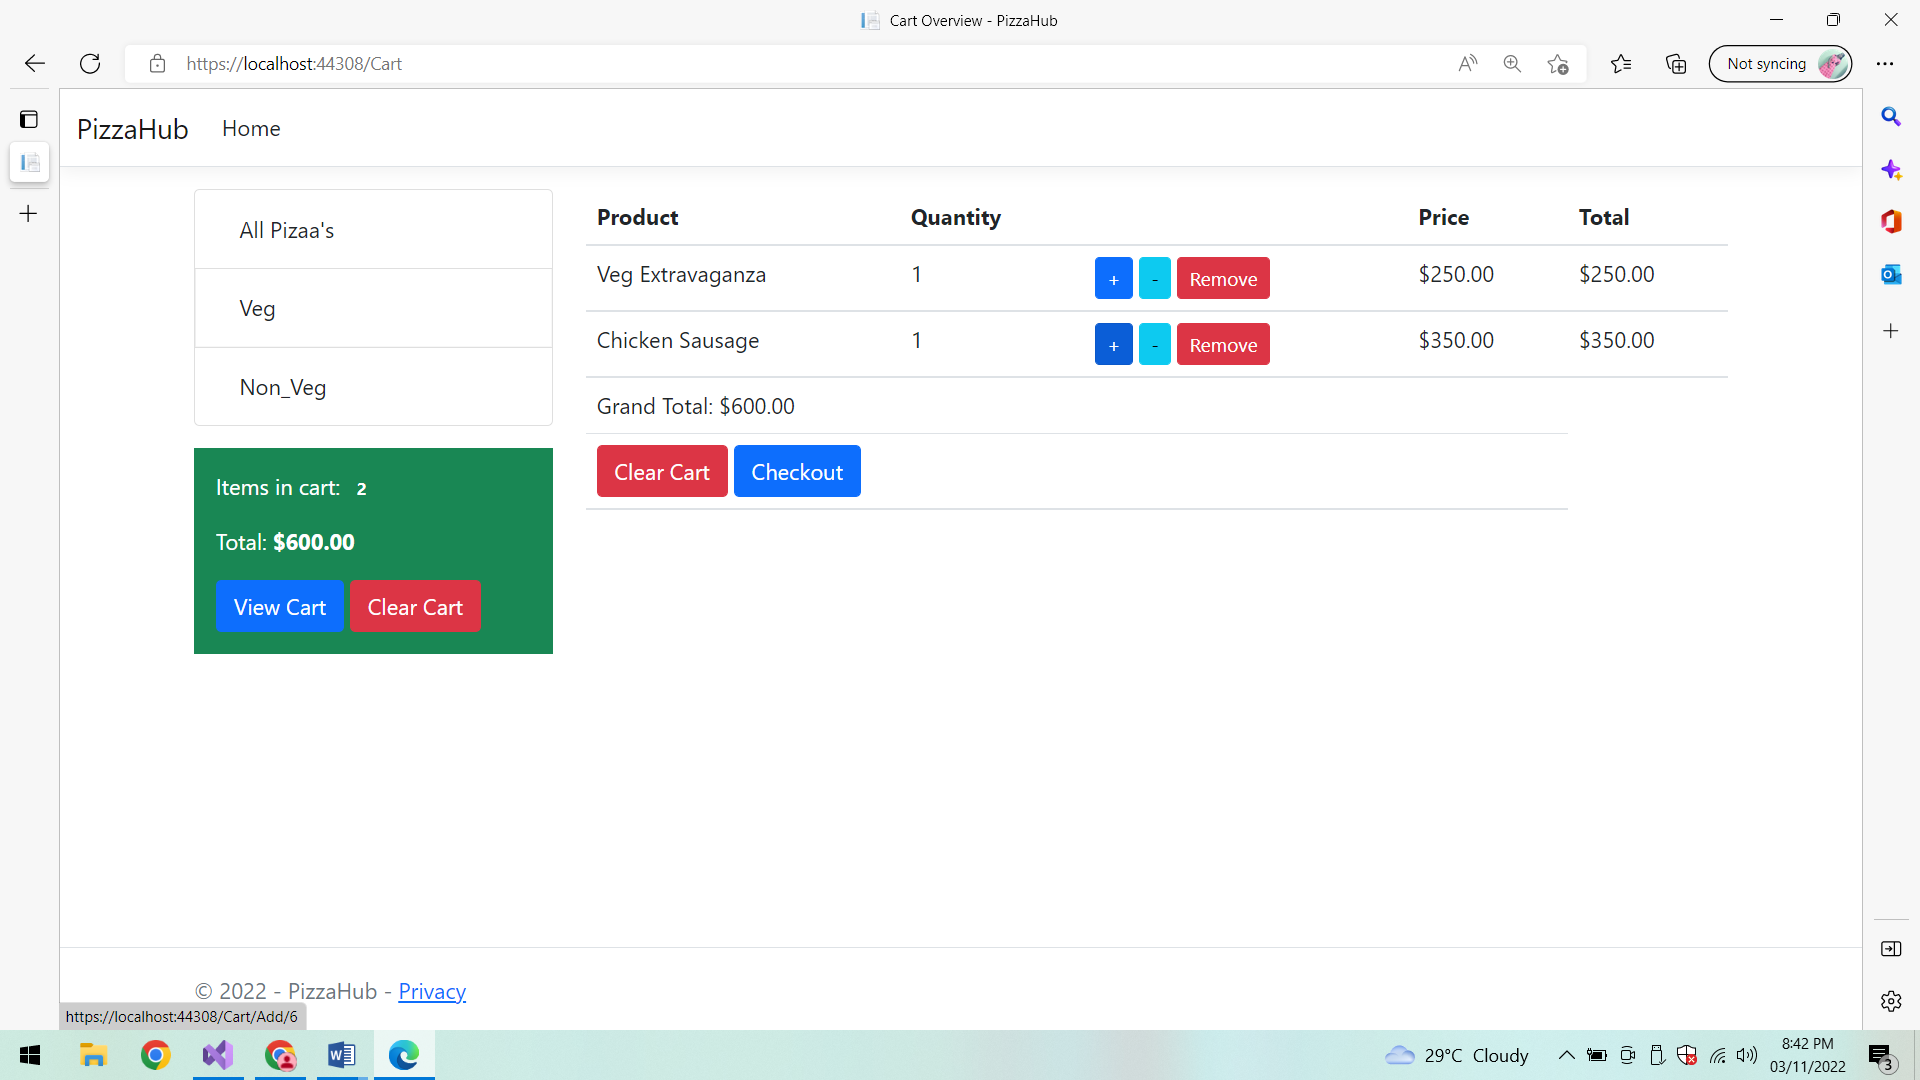 Cart Overview - PizzaHub
https://localhost:44308/Cart
Not syncing
PizzaHub Home
All Pizaa's
Veg
Non_Veg
Items in cart: 2
Total: $600.00
View Cart Clear Cart
Product Quantity Price Total
Veg Extravaganza 1 + - Remove $250.00 $250.00
Chicken Sausage 1 + - Remove $350.00 $350.00
Grand Total: $600.00
Clear Cart Checkout
© 2022 - PizzaHub - Privacy
https://localhost:44308/Cart/Add/6
29°C Cloudy
8:42 PM
03/11/2022
3